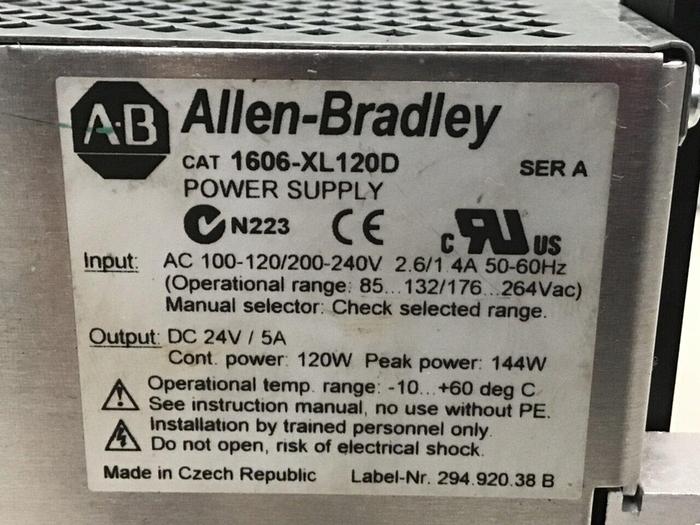 A·B Allen-Bradley
CAT 1606-XL120D SER A
POWER SUPPLY
N223 CE c RU US
Input: AC 100-120/200-240V 2.6/1.4A 50-60Hz
(Operational range: 85...132/176...264Vac)
Manual selector: Check selected range.
Output: DC 24V / 5A
Cont. power: 120W Peak power: 144W
Operational temp. range: -10...+60 deg C
See instruction manual, no use without PE.
Installation by trained personnel only.
Do not open, risk of electrical shock.
Made in Czech Republic Label-Nr. 294.920.38 B